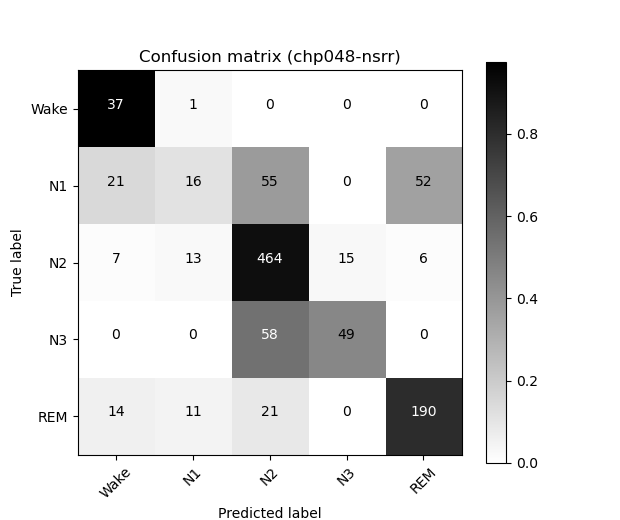 Confusion matrix (chp048-nsrr)
Wake 37 1 0 0 0
N1 21 16 55 0 52
N2 7 13 464 15 6
N3 0 0 58 49 0
REM 14 11 21 0 190
Wake N1 N2 N3 REM
True label
Predicted label
0.8
0.6
0.4
0.2
0.0